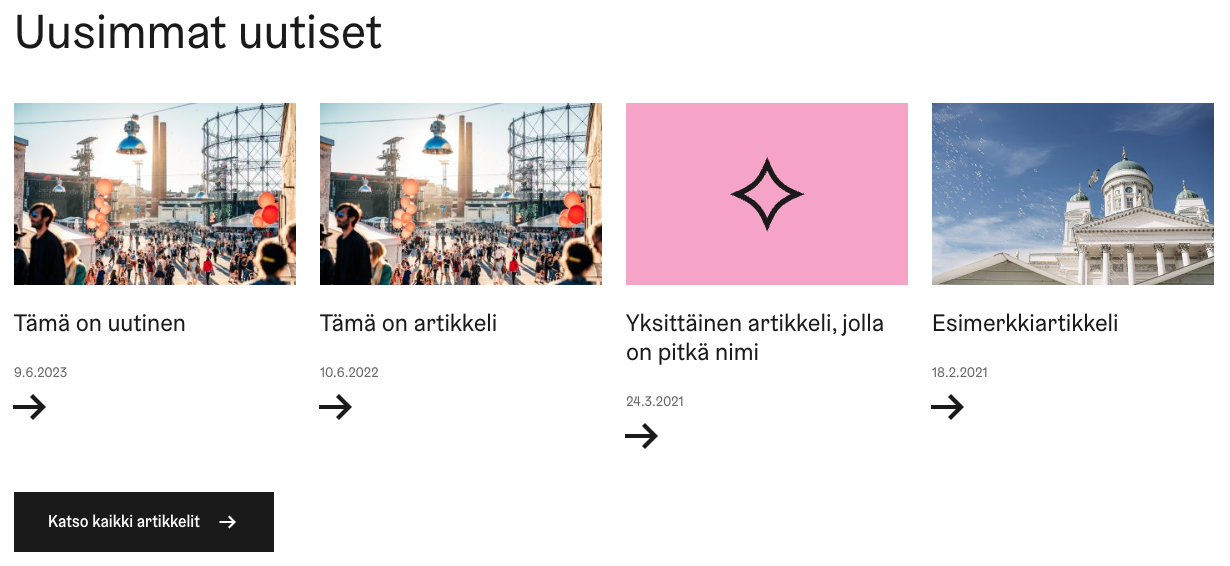 Uusimmat uutiset
Tämä on uutinen
9.6.2023
Tämä on artikkeli
10.6.2022
Yksittäinen artikkeli, jolla
on pitkä nimi
24.3.2021
Esimerkkiartikkeli
18.2.2021
Katso kaikki artikkelit